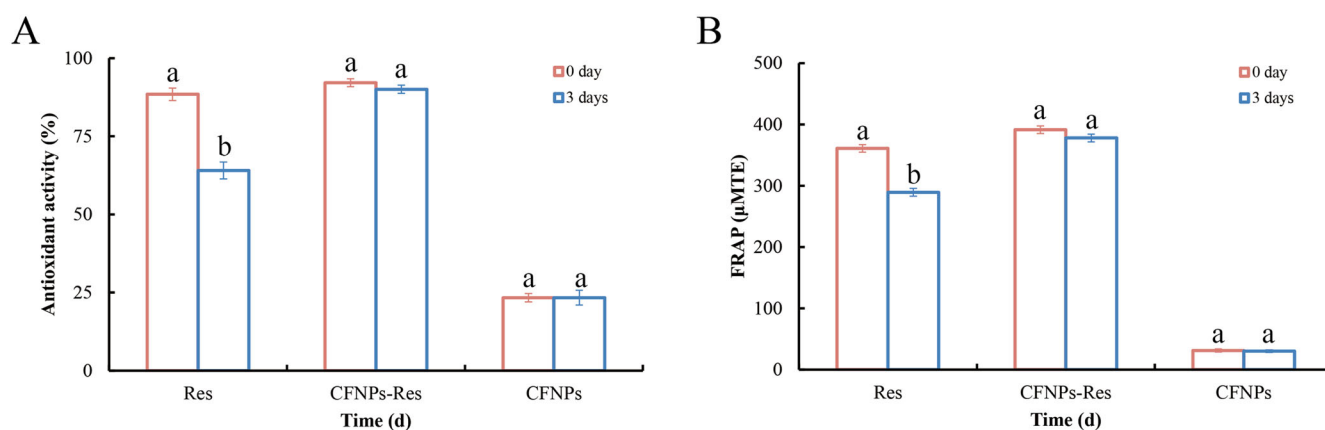 A
Antioxidant activity (%)
100
75
50
25
0
a
b
a
a
a
a
0 day
3 days
Res
CFNPs-Res
CFNPs
Time (d)
B
FRAP (μMTE)
500
400
300
200
100
0
a
b
a
a
a
a
0 day
3 days
Res
CFNPs-Res
CFNPs
Time (d)